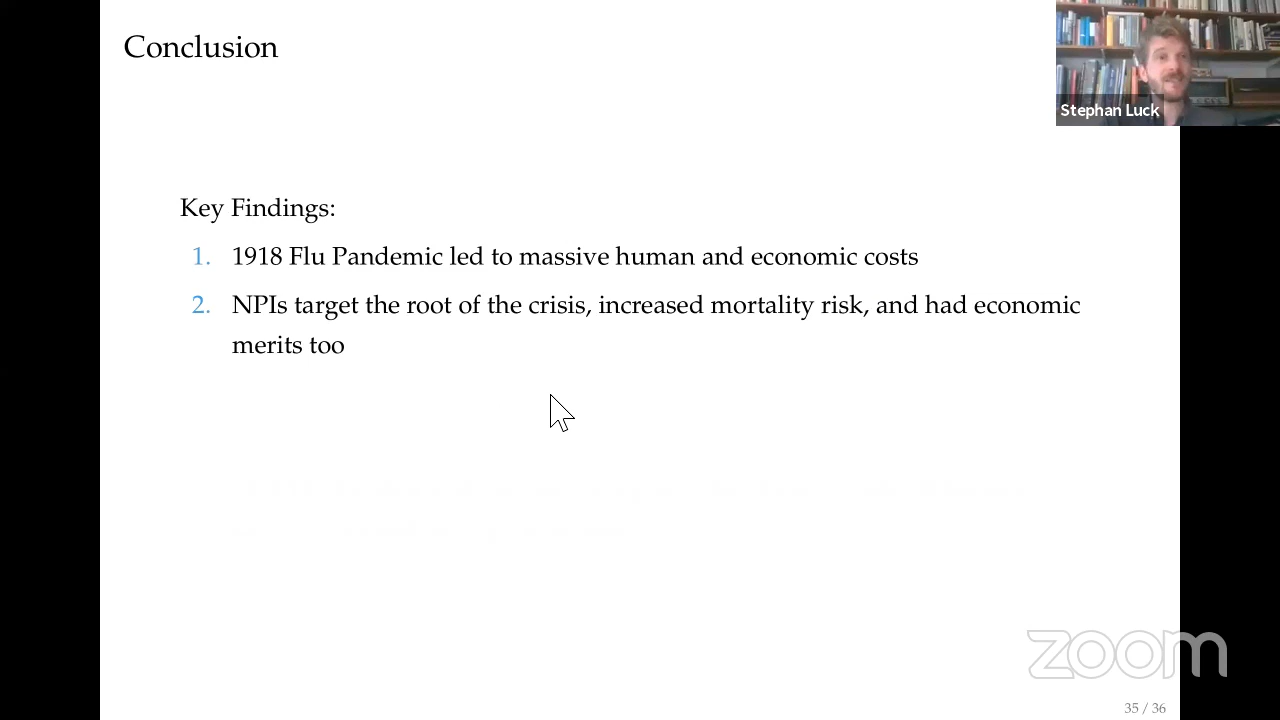 Conclusion
Stephan Luck
Key Findings:
1. 1918 Flu Pandemic led to massive human and economic costs
2. NPIs target the root of the crisis, increased mortality risk, and had economic
merits too
zoom
35 / 36